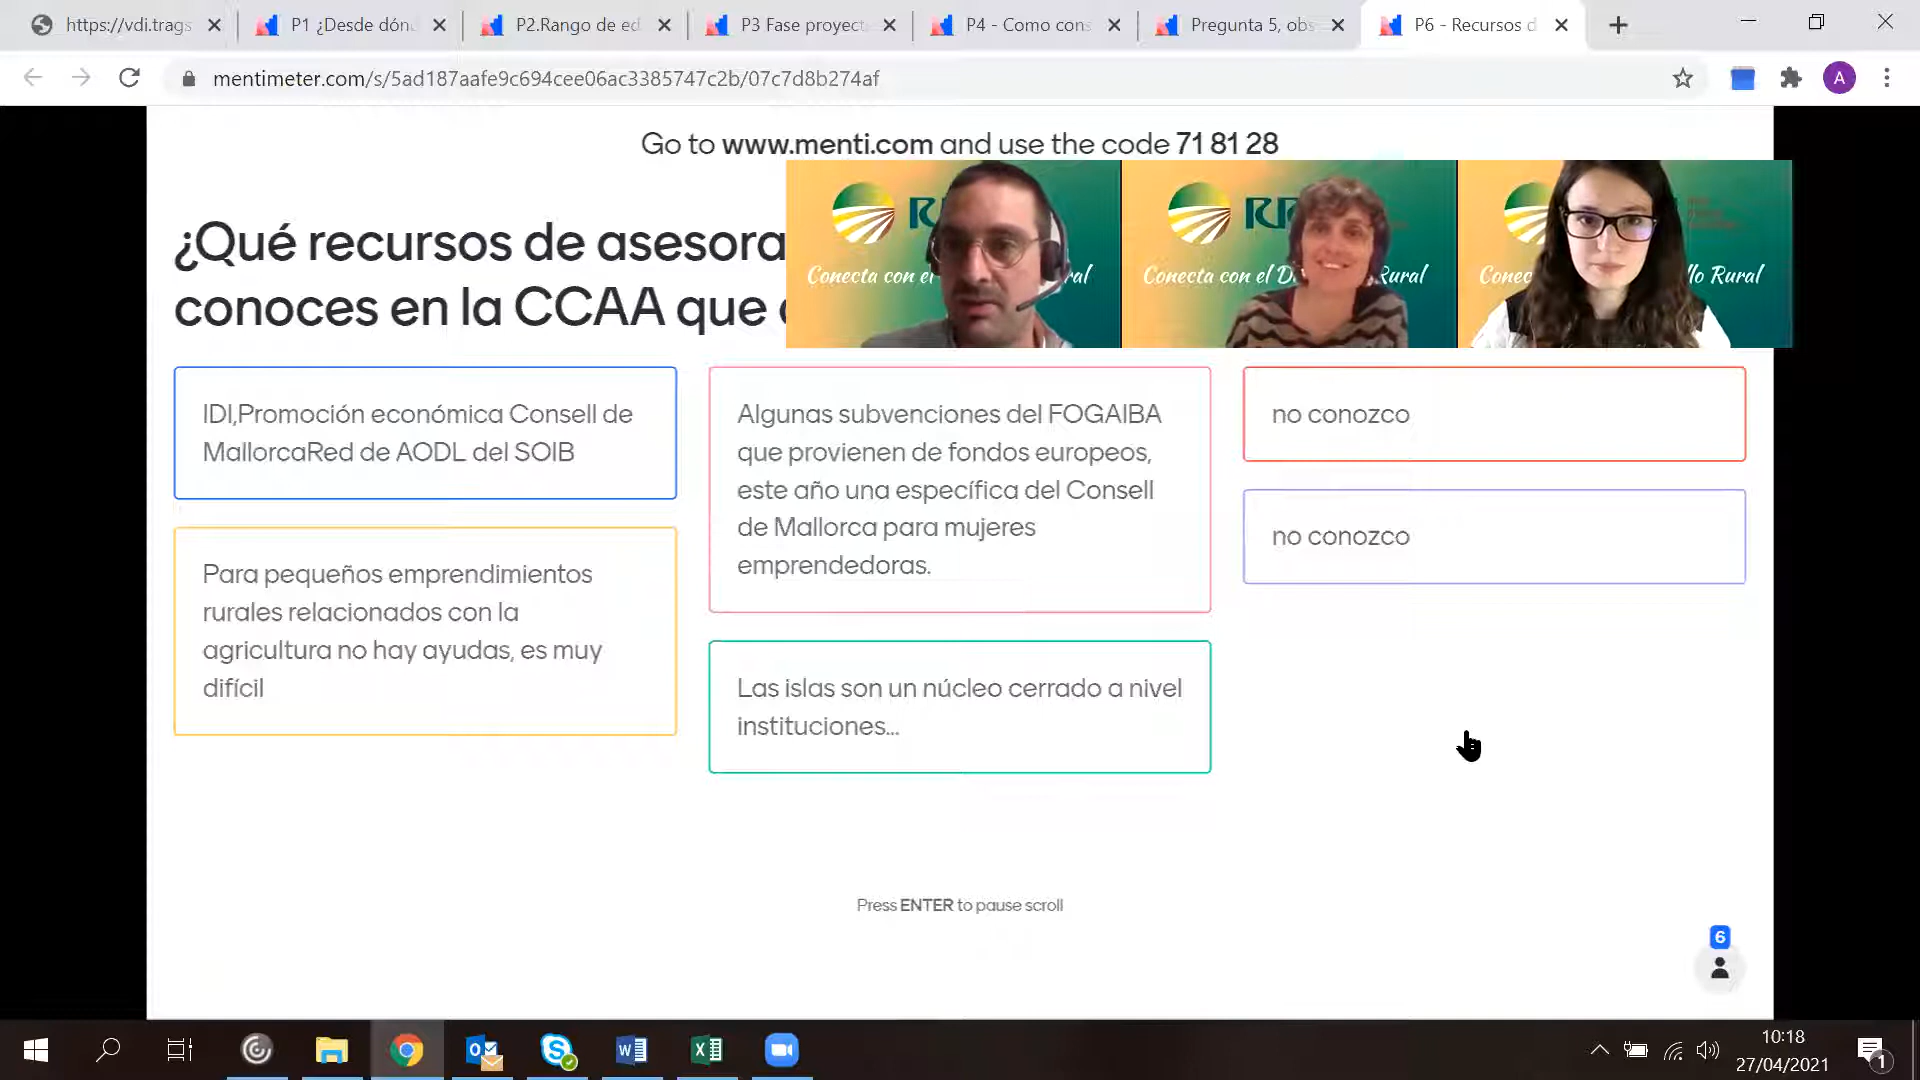 https://vdi.trags
P1 ¿Desde dón
P2.Rango de ed
P3 Fase proyect
P4 - Como cons
Pregunta 5, obs
P6 - Recursos d
mentimeter.com/s/5ad187aafe9c694cee06ac3385747c2b/07c7d8b274af
A
Go to www.menti.com and use the code 71 81 28
¿Qué recursos de asesora
conoces en la CCAA que
Conecta con el
Rural
Conecta con el D
Rural
Conec
llo Rural
IDI,Promoción económica Consell de
MallorcaRed de AODL del SOIB
Para pequeños emprendimientos
rurales relacionados con la
agricultura no hay ayudas, es muy
difícil
Algunas subvenciones del FOGAIBA
que provienen de fondos europeos,
este año una específica del Consell
de Mallorca para mujeres
emprendedoras.
Las islas son un núcleo cerrado a nivel
instituciones...
no conozco
no conozco
Press ENTER to pause scroll
6
10:18
27/04/2021
1